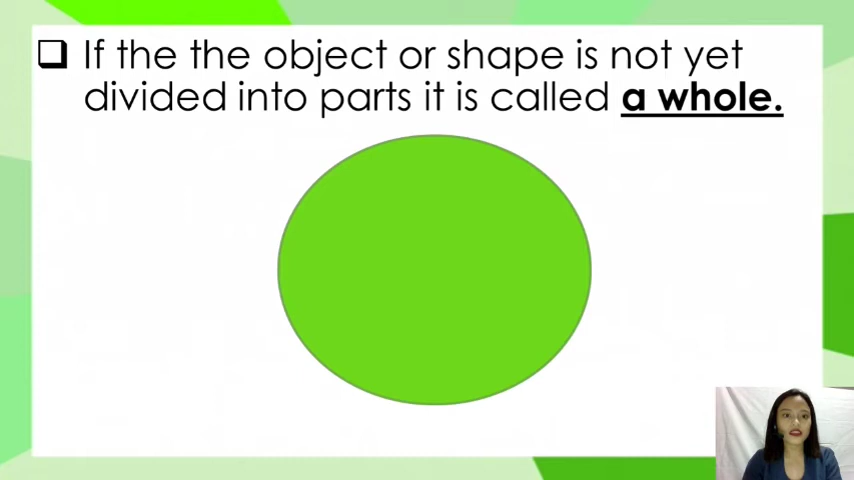 If the the object or shape is not yet
divided into parts it is called a whole.